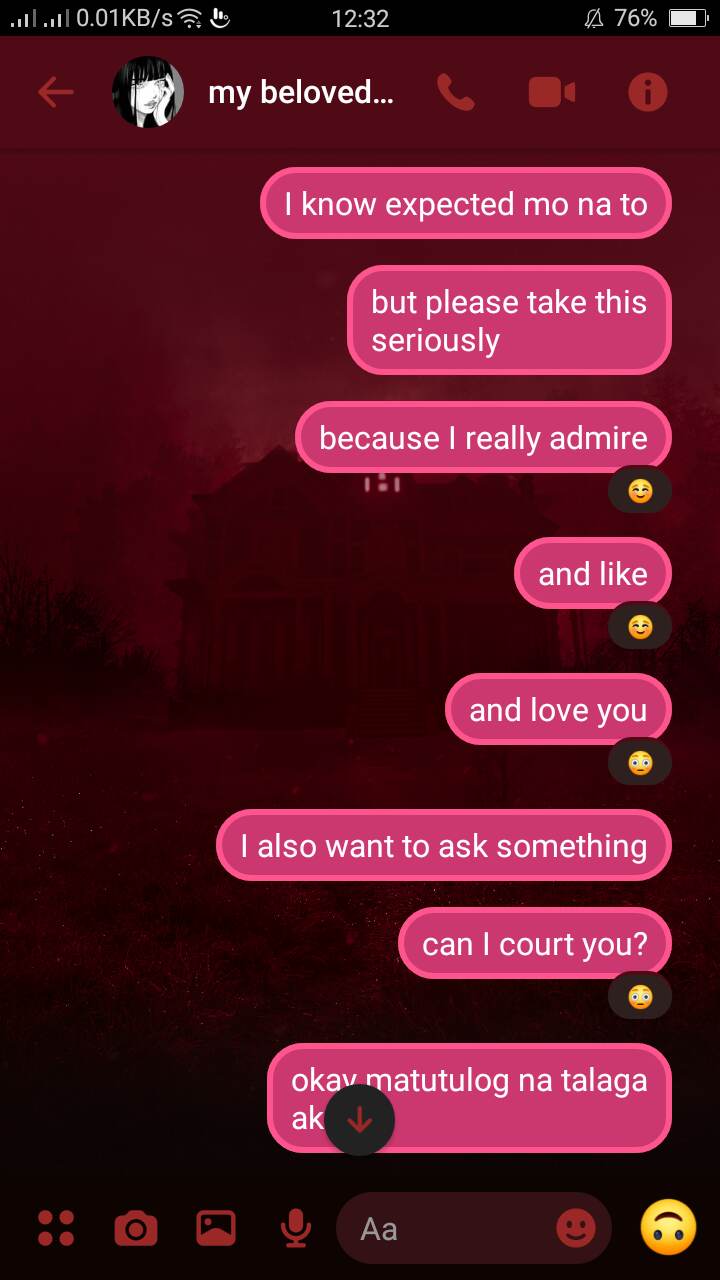 0.01KB/s 12:32 76%
my beloved...
I know expected mo na to
but please take this
seriously
because I really admire
and like
and love you
I also want to ask something
can I court you?
okay matutulog na talaga
Aa